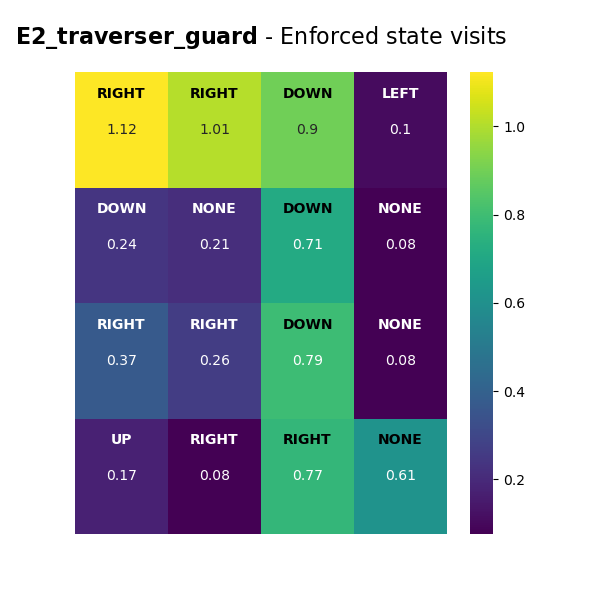 E2_traverser_guard - Enforced state visits
RIGHT RIGHT DOWN LEFT
1.12 1.01 0.9 0.1
DOWN NONE DOWN NONE
0.24 0.21 0.71 0.08
RIGHT RIGHT DOWN NONE
0.37 0.26 0.79 0.08
UP RIGHT RIGHT NONE
0.17 0.08 0.77 0.61
1.0
0.8
0.6
0.4
0.2